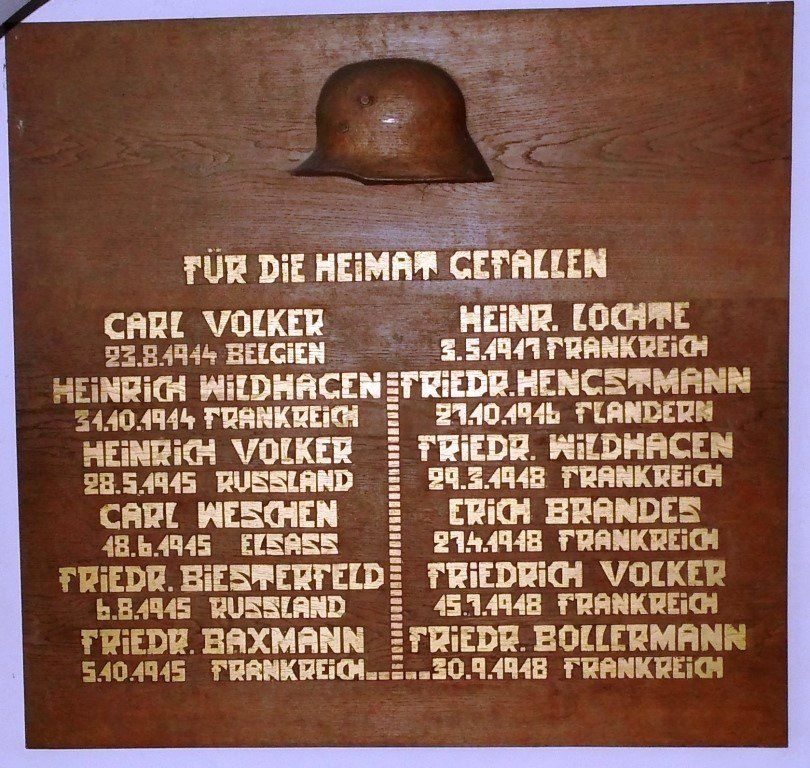 FÜR DIE HEIMAT GEFALLEN
CARL VOLKER
23.8.1914 BELGIEN
HEINRICH WILDHAGEN
31.10.1914 FRANKREICH
HEINRICH VOLKER
28.5.1915 RUSSLAND
CARL WESCHEN
18.6.1915 ELSASS
FRIEDR. BIESTERFELD
6.8.1915 RUSSLAND
FRIEDR. BAXMANN
5.10.1915 FRANKREICH
HEINR. LOCHTE
3.5.1917 FRANKREICH
FRIEDR. HENGSTMANN
27.10.1916 FLANDERN
FRIEDR. WILDHAGEN
29.3.1918 FRANKREICH
ERICH BRANDES
27.4.1918 FRANKREICH
FRIEDRICH VOLKER
15.7.1918 FRANKREICH
FRIEDR. BOLLERMANN
30.9.1918 FRANKREICH